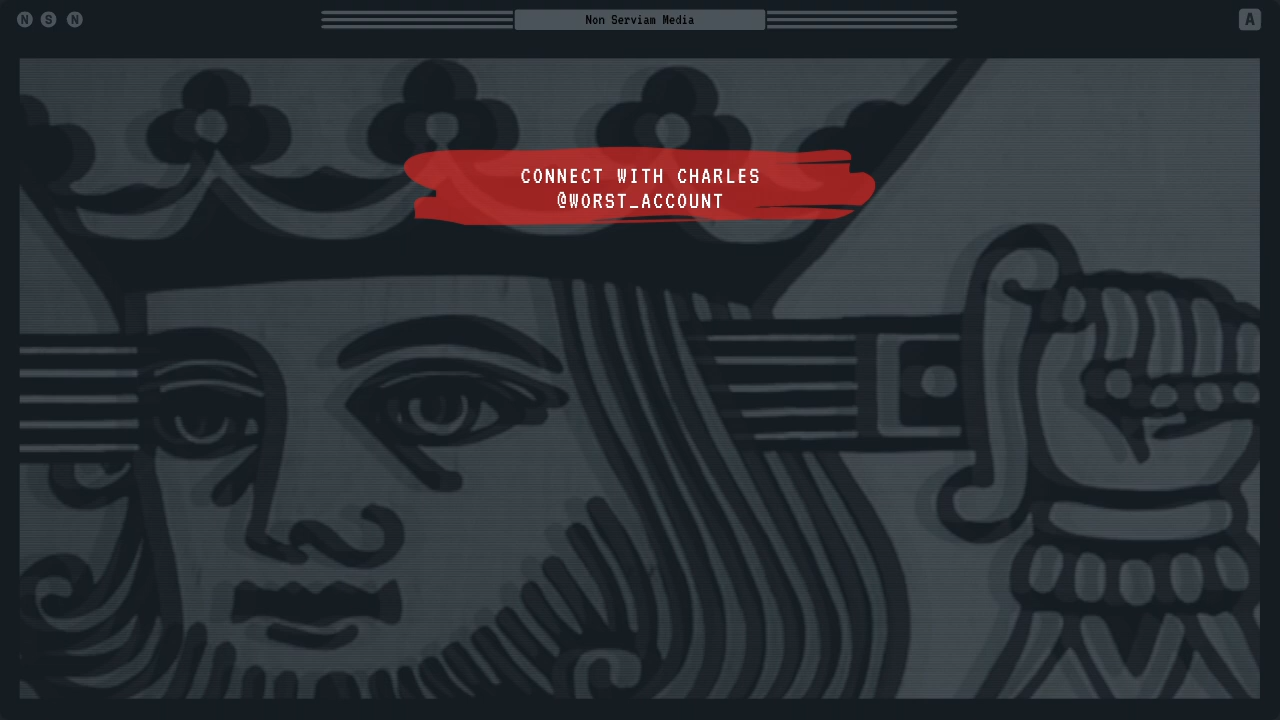 N S N
Non Serviam Media
A
CONNECT WITH CHARLES
@WORST_ACCOUNT